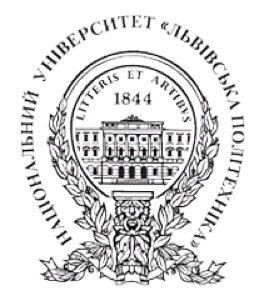 НАЦІОНАЛЬНИЙ УНІВЕРСИТЕТ «ЛЬВІВСЬКА ПОЛІТЕХНІКА»
LITTERIS ET ARTIBUS
1844